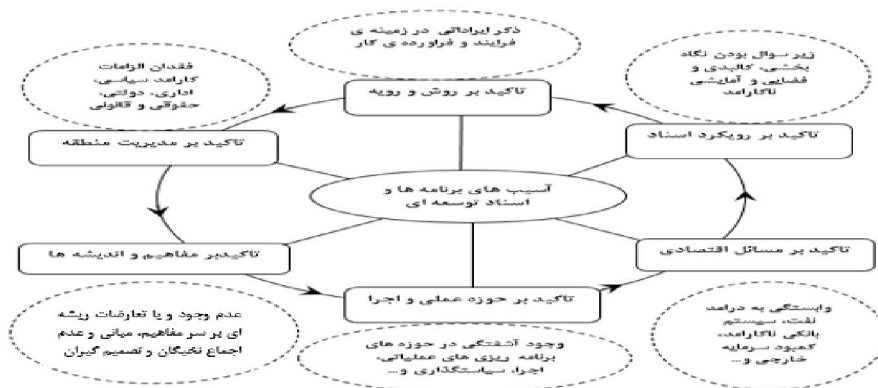 ذکر ایراداتی در زمینه ی
فرایند و فراورده ی کار
زیر سوال بودن نگاه
بخشی، کالبدی و
فضایی و آمایشی
ناکارامد
فقدان الزامات
کارامد سیاسی،
اداری، دولتی،
حقوقی و قانونی
تاکید بر روش و رویه
تاکید بر رویکرد اسناد
تاکید بر مدیریت منطقه
آسیب های برنامه ها و
اسناد توسعه ای
تاکید بر مسائل اقتصادی
تاکیدبر مفاهیم و اندیشه ها
تاکید بر حوزه عملی و اجرا
وابستگی به درامد
نفت، سیستم
بانکی ناکارامد،
کمبود سرمایه
خارجی و...
وجود آشفتگی در حوزه های
برنامه ریزی های عملیاتی،
اجرا، سیاستگذاری و...
عدم وجود و یا تعارضات ریشه
ای بر سر مفاهیم، مبانی و عدم
اجماع نخبگان و تصمیم گیران